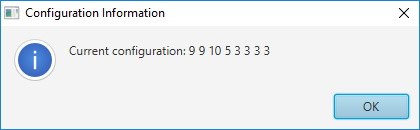 Configuration Information
Current configuration: 9 9 10 5 3 3 3 3
OK